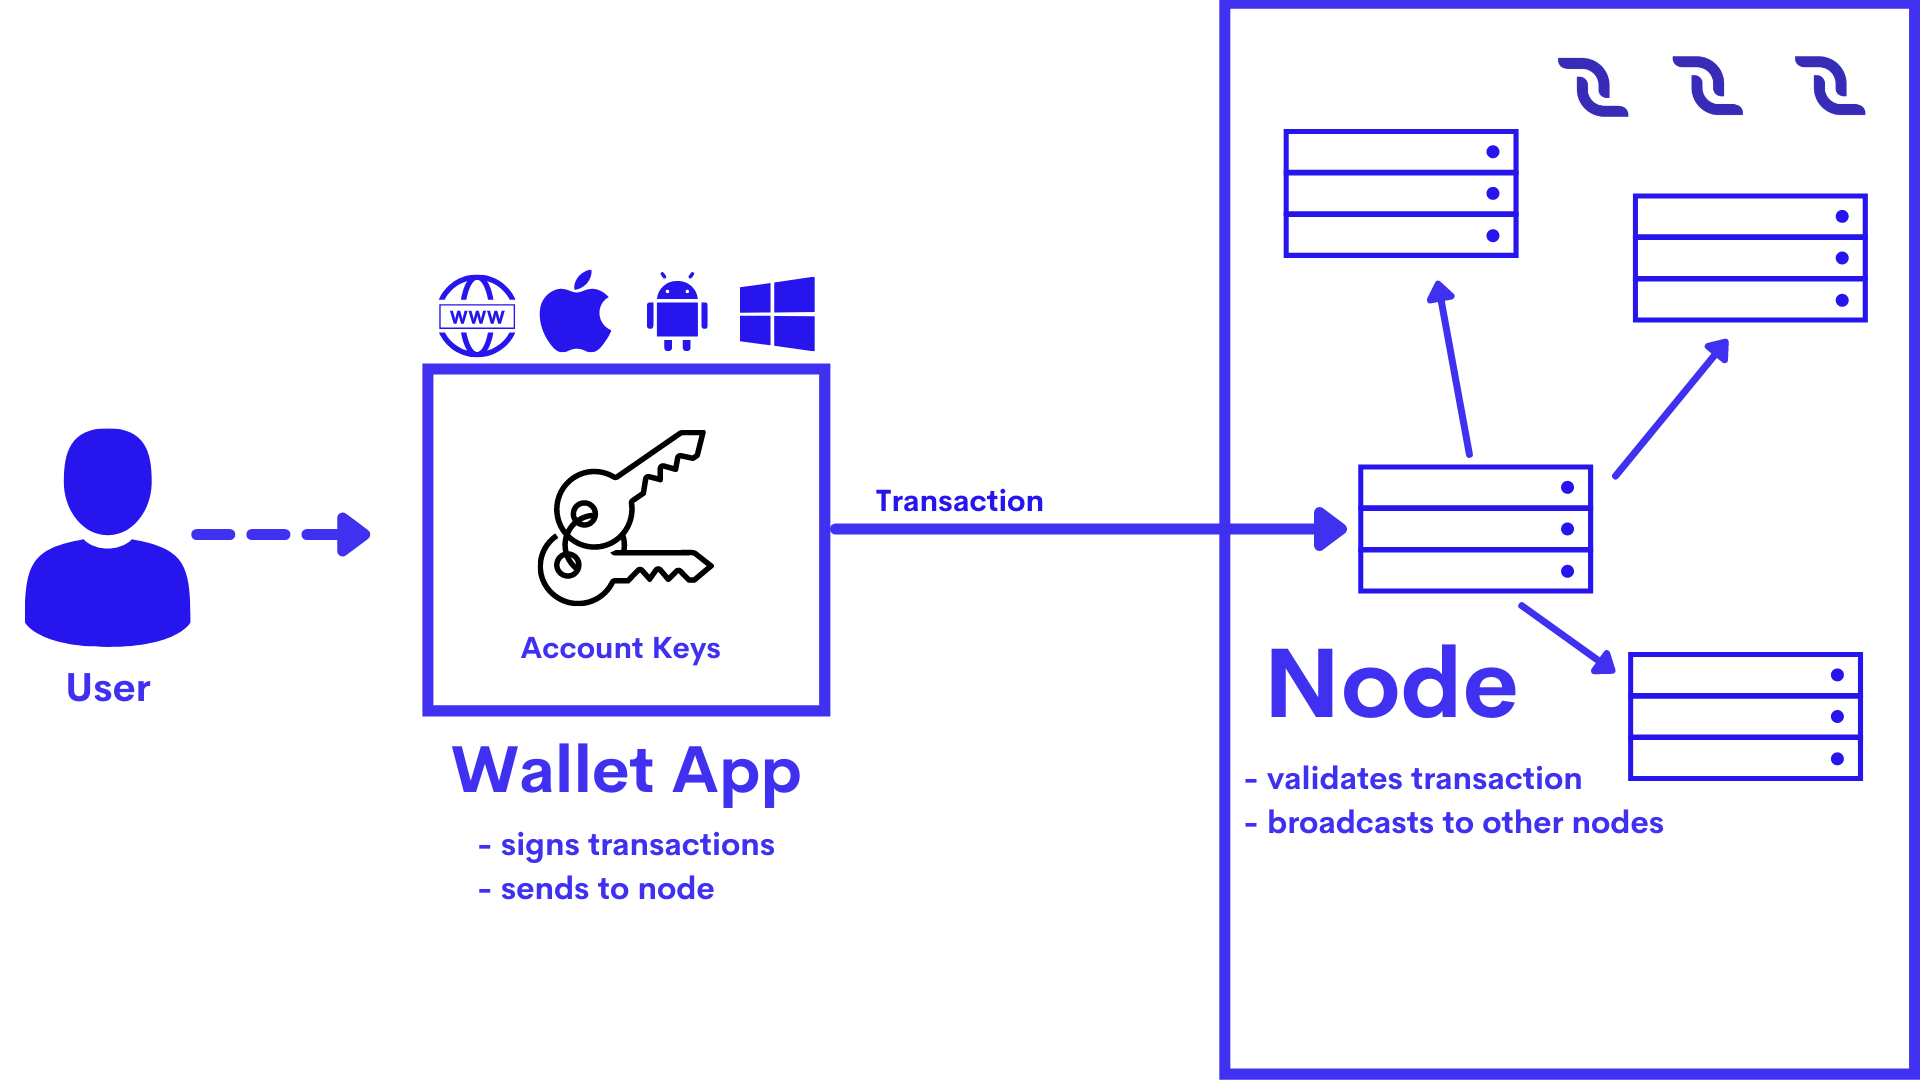 WWW
Transaction
Account Keys
User
Wallet App
- signs transactions
- sends to node
Node
- validates transaction
- broadcasts to other nodes